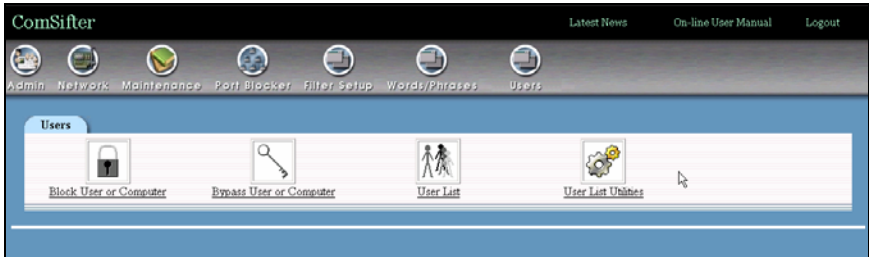 ComSifter Latest News On-line User Manual Logout
Admin Network Maintenance Port Blocker Filter Setup Words/Phrases Users
Users
Block User or Computer Bypass User or Computer User List User List Utilities